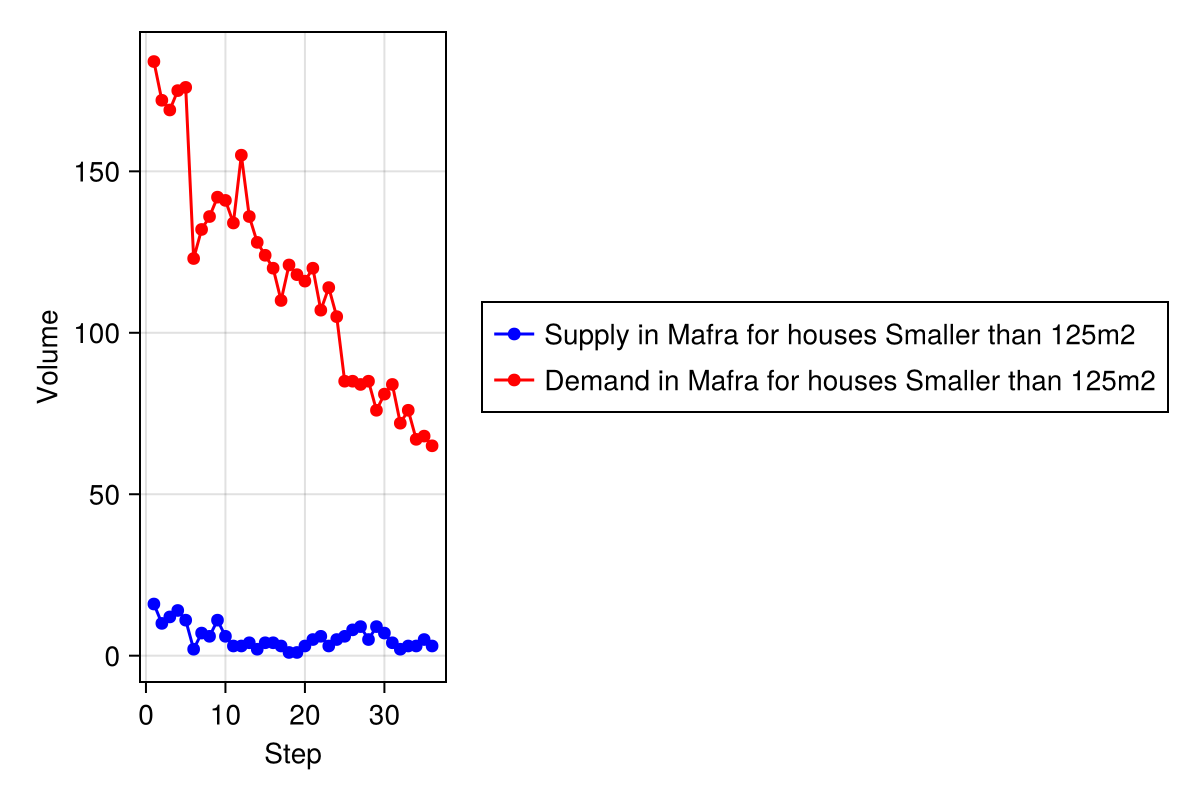 Volume
150
100
50
0
0 10 20 30
Step
Supply in Mafra for houses Smaller than 125m2
Demand in Mafra for houses Smaller than 125m2